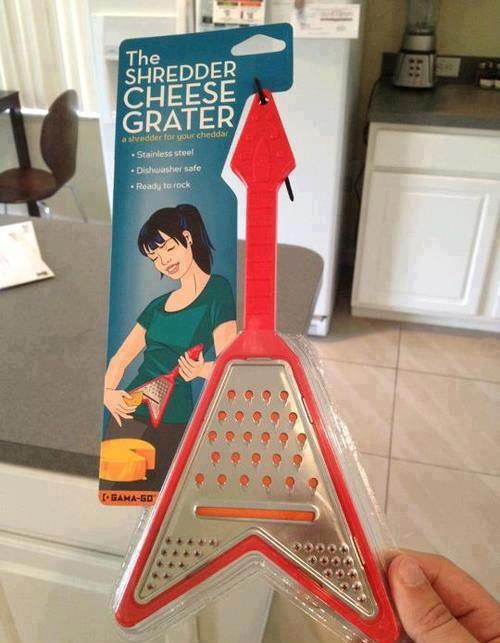 The
SHREDDER
CHEESE
GRATER
a shredder for your cheddar
• Stainless steel
• Dishwasher safe
• Ready to rock
GAMA-GO